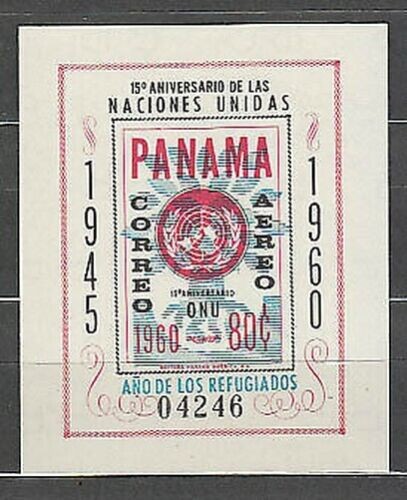 15º ANIVERSARIO DE LAS
NACIONES UNIDAS
1945
1960
PANAMA
CORREO
AEREO
15º ANIVERSARIO
ONU
1960
80¢
AÑO DE LOS REFUGIADOS
04246